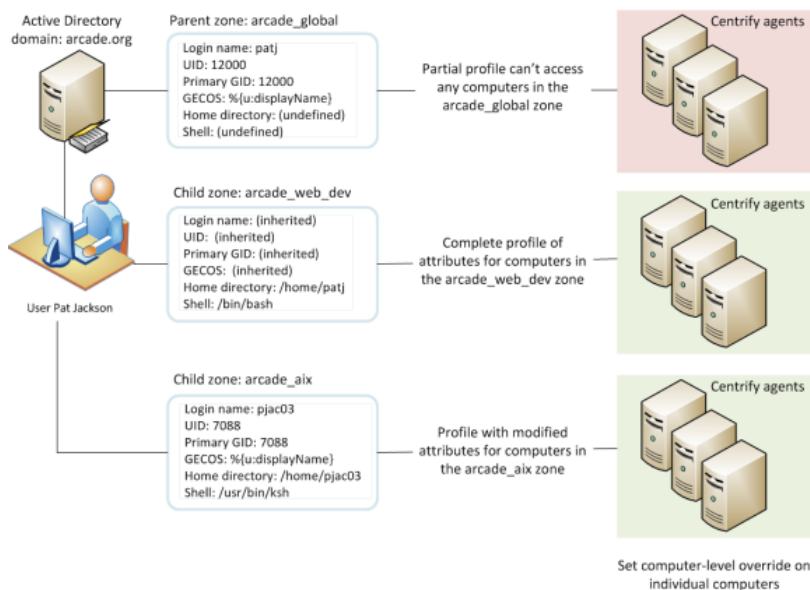 Active Directory
domain: arcade.org
Parent zone: arcade_global
Login name: patj
UID: 12000
Primary GID: 12000
GECOS: %{u:displayName}
Home directory: (undefined)
Shell: (undefined)
Partial profile can't access
any computers in the
arcade_global zone
Centrify agents
User Pat Jackson
Child zone: arcade_web_dev
Login name: (inherited)
UID: (inherited)
Primary GID: (inherited)
GECOS: (inherited)
Home directory: /home/patj
Shell: /bin/bash
Complete profile of
attributes for computers in
the arcade_web_dev zone
Centrify agents
Child zone: arcade_aix
Login name: pjac03
UID: 7088
Primary GID: 7088
GECOS: %{u:displayName}
Home directory: /home/pjac03
Shell: /usr/bin/ksh
Profile with modified
attributes for computers in
the arcade_aix zone
Centrify agents
Set computer-level override on
individual computers